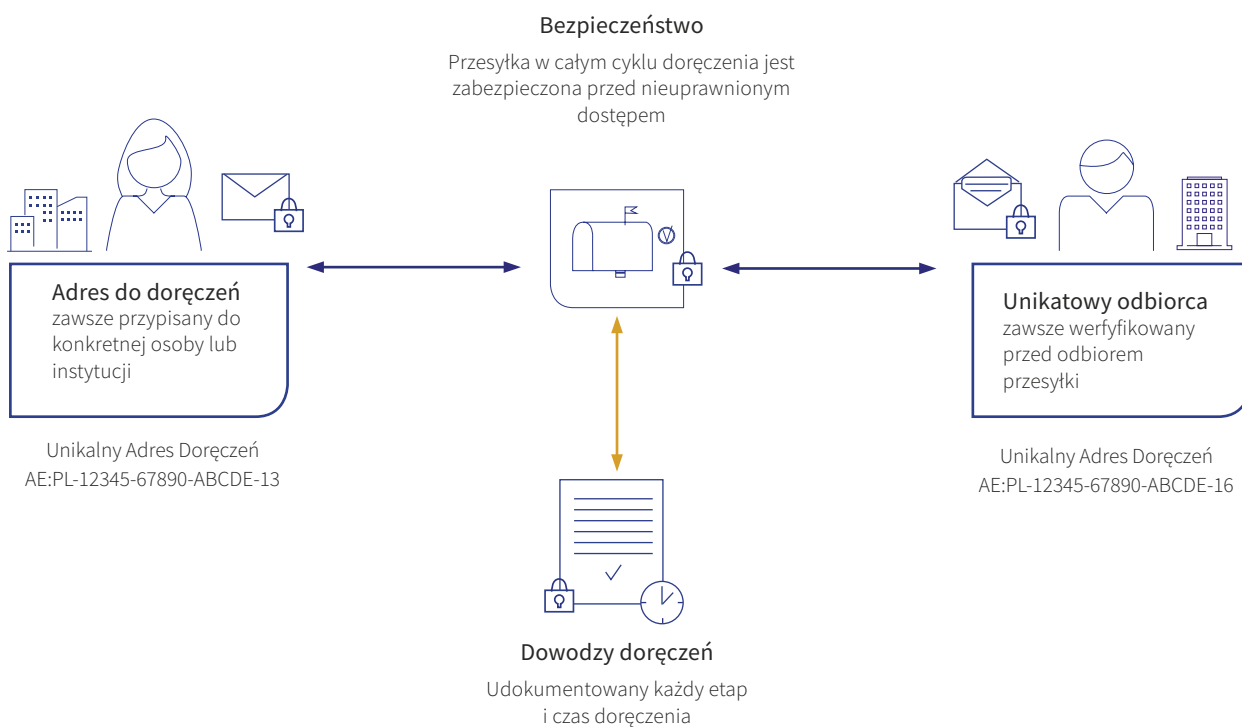 Bezpieczeństwo
Przesyłka w całym cyklu doręczenia jest
zabezpieczona przed nieuprawnionym
dostępem
Adres do doręczeń
zawsze przypisany do
konkretnej osoby lub
instytucji
Unikalny Adres Doręczeń
AE:PL-12345-67890-ABCDE-13
Unikatowy odbiorca
zawsze werfyfikowany
przed odbiorem
przesyłki
Unikalny Adres Doręczeń
AE:PL-12345-67890-ABCDE-16
Dowodzy doręczeń
Udokumentowany każdy etap
i czas doręczenia